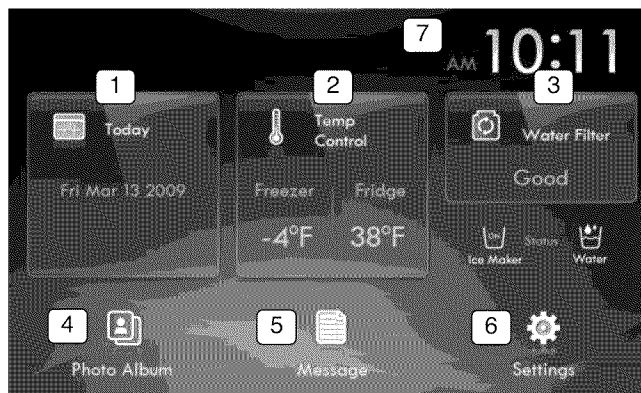 7 AM 10:11
1 2 3
Today Temp Control Water Filter
Fri Mar 13 2009 Freezer Fridge Good
-4°F 38°F
ON Status
Ice Maker Water
4 5 6
Photo Album Message Settings